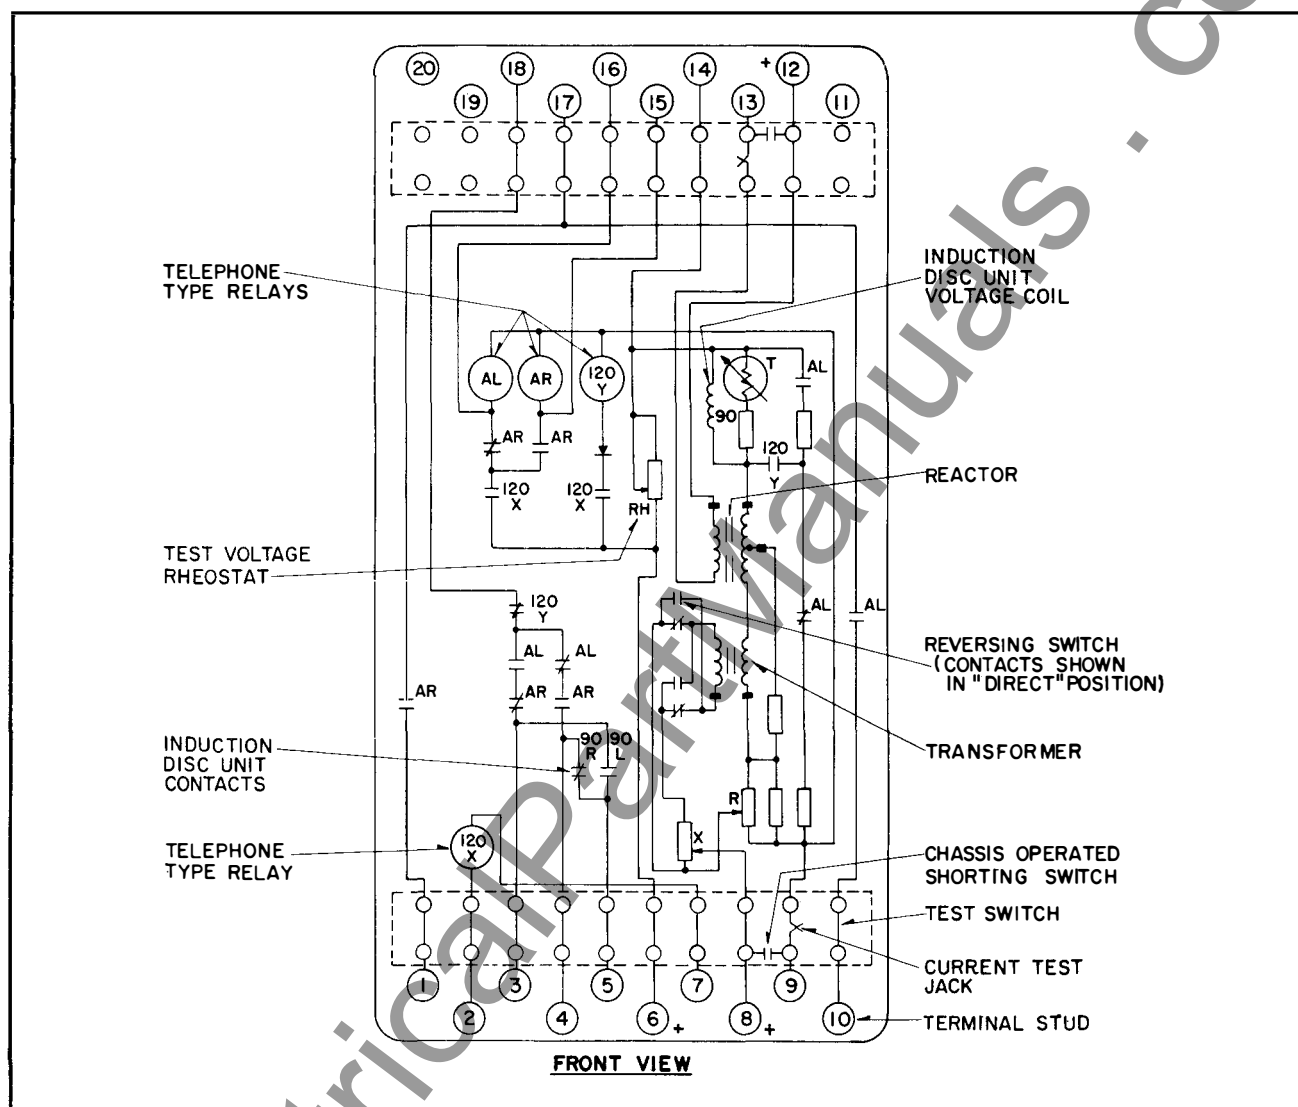 20 18 16 14 + 12
19 17 15 13 11
TELEPHONE
TYPE RELAYS
INDUCTION
DISC UNIT
VOLTAGE COIL
AL AR 120
Y
T AL
90
AR AR
120
Y
120
X
120
X
RH
REACTOR
TEST VOLTAGE
RHEOSTAT
120
Y
AL AL
AR AR
AR
AL AL
REVERSING SWITCH
(CONTACTS SHOWN
IN "DIRECT" POSITION)
TRANSFORMER
INDUCTION
DISC UNIT
CONTACTS
90 90
R L
R
X
TELEPHONE
TYPE RELAY
120
X
CHASSIS OPERATED
SHORTING SWITCH
TEST SWITCH
CURRENT TEST
JACK
TERMINAL STUD
1 3 5 7 9
2 4 6 + 8 + 10
FRONT VIEW
tricalPartManuals . co